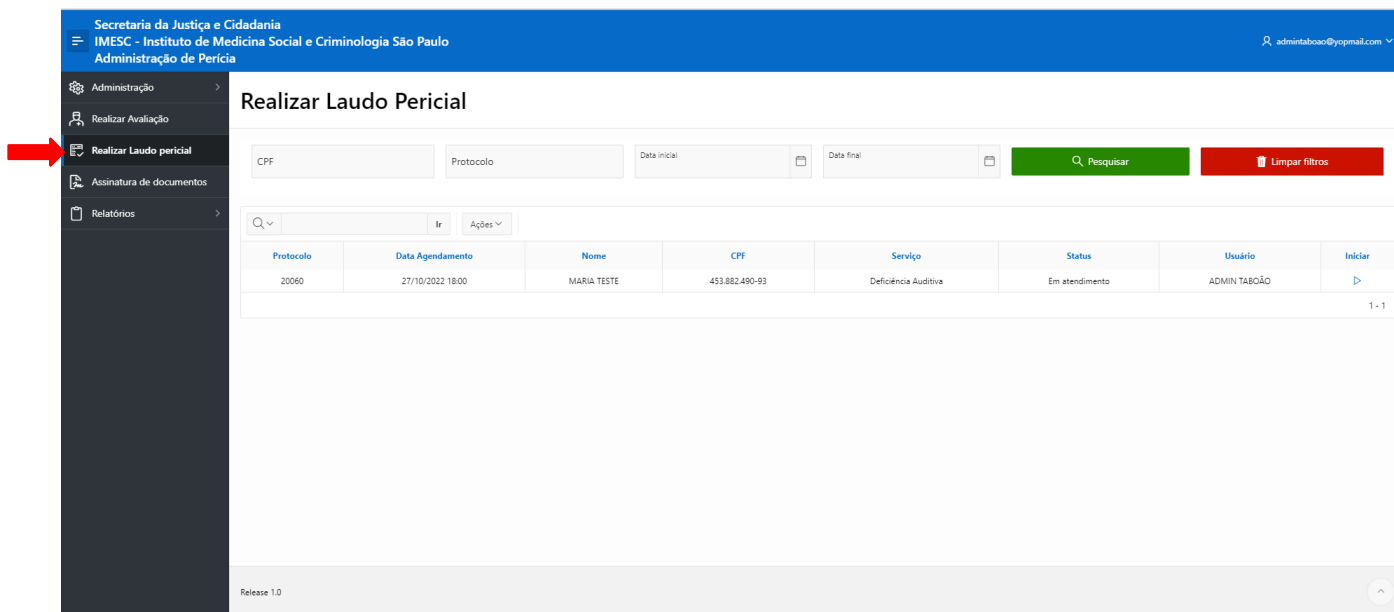 Secretaria da Justiça e Cidadania
IMESC - Instituto de Medicina Social e Criminologia São Paulo
Administração de Perícia
admintaboao@yopmail.com
Administração
Realizar Avaliação
Realizar Laudo pericial
Assinatura de documentos
Relatórios
Realizar Laudo Pericial
CPF
Protocolo
Data inicial
Data final
Pesquisar
Limpar filtros
Ir
Ações
Protocolo Data Agendamento Nome CPF Serviço Status Usuário Iniciar
20060 27/10/2022 18:00 MARIA TESTE 453.882.490-93 Deficiência Auditiva Em atendimento ADMIN TABOÃO
1 - 1
Release 1.0